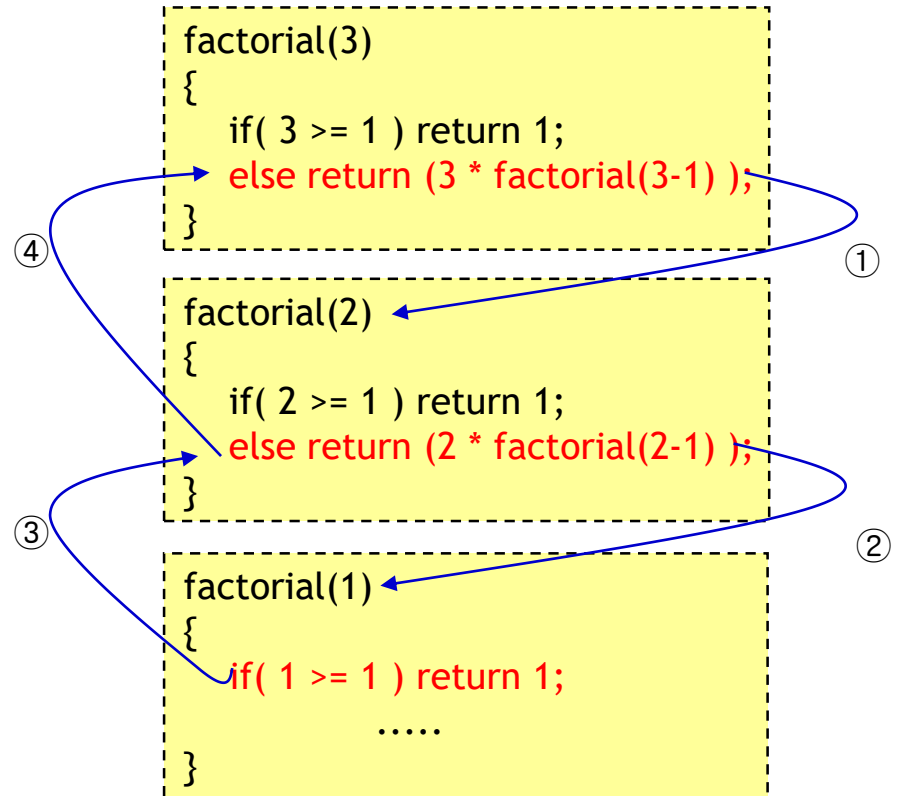 factorial(3)
{
if( 3 >= 1 ) return 1;
else return (3 * factorial(3-1) );
}
④
①
factorial(2)
{
if( 2 >= 1 ) return 1;
else return (2 * factorial(2-1) );
}
③
②
factorial(1)
{
if( 1 >= 1 ) return 1;
.....
}